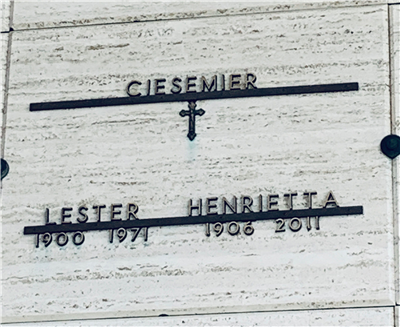 CIESEMIER
LESTER HENRIETTA
1900 1971 1906 2011